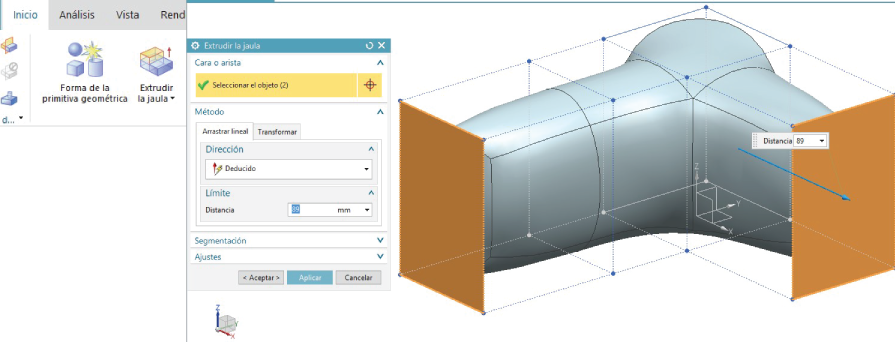 Inicio
Análisis
Vista
Rend
Forma de la
primitiva geométrica
Extrudir
la jaula
d...
Extrudir la jaula
Cara o arista
Seleccionar el objeto (2)
Método
Arrastrar lineal
Transformar
Dirección
Deducido
Límite
Distancia
89
mm
Segmentación
Ajustes
< Aceptar >
Aplicar
Cancelar
Distancia 89
Z
Y
X
Z
Y
X